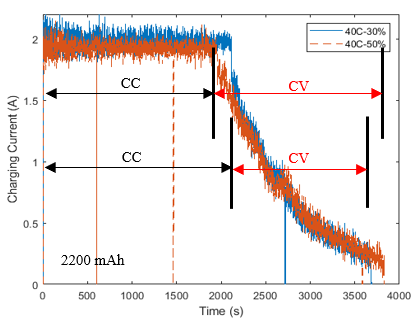 2
1.5
1
0.5
0
Charging Current (A)
40C-30%
40C-50%
CC CV
CC CV
2200 mAh
0 500 1000 1500 2000 2500 3000 3500 4000
Time (s)